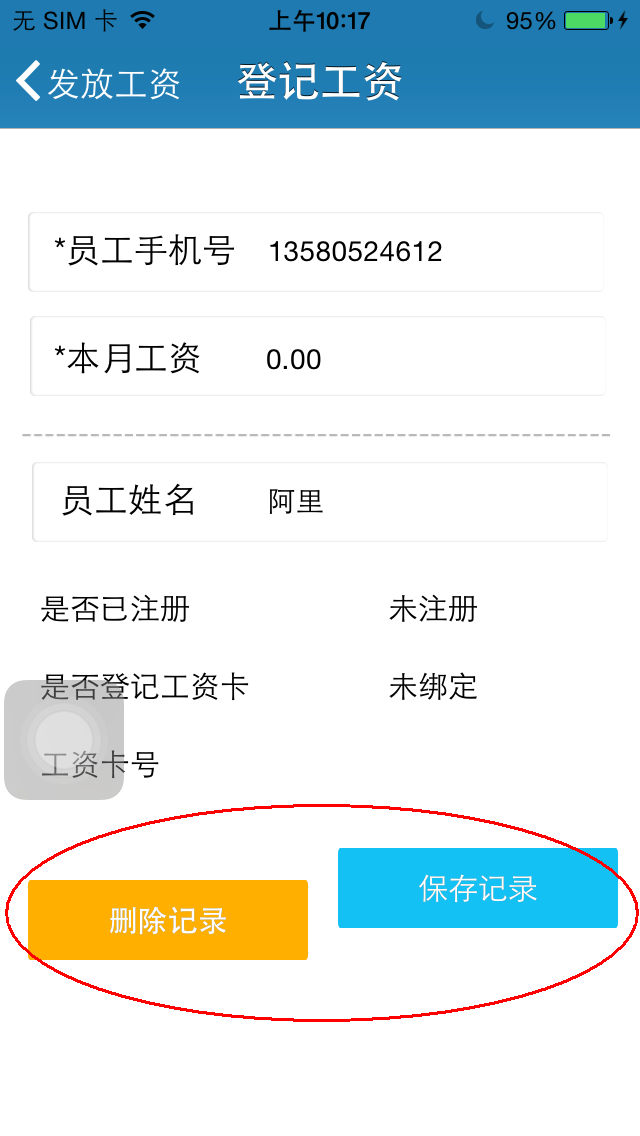 无 SIM 卡 上午10:17 95%
发放工资 登记工资
*员工手机号 13580524612
*本月工资 0.00
员工姓名 阿里
是否已注册 未注册
是否登记工资卡 未绑定
工资卡号
保存记录
删除记录